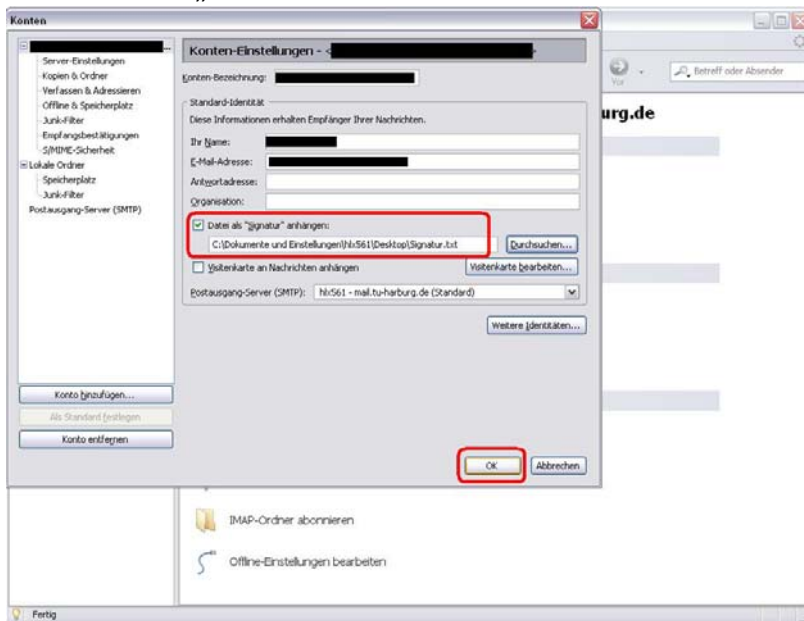 Konten
Server-Einstellungen
Kopien & Ordner
Verfassen & Adressieren
Offline & Speicherplatz
Junk-Filter
Empfangsbestätigungen
S/MIME-Sicherheit
Lokale Ordner
Speicherplatz
Junk-Filter
Postausgang-Server (SMTP)
Konto hinzufügen...
Als Standard festlegen
Konto entfernen
Konten-Einstellungen - <
Konten-Bezeichnung:
Standard-Identität
Diese Informationen erhalten Empfänger Ihrer Nachrichten.
Ihr Name:
E-Mail-Adresse:
Antwortadresse:
Organisation:
Datei als "Signatur" anhängen:
C:\Dokumente und Einstellungen\hlx561\Desktop\Signatur.txt Durchsuchen...
Visitenkarte an Nachrichten anhängen Visitenkarte bearbeiten...
Postausgang-Server (SMTP): hlx561 - mail.tu-harburg.de (Standard)
Weitere Identitäten...
OK Abbrechen
Vor
Betreff oder Absender
urg.de
IMAP-Ordner abonnieren
Offline-Einstellungen bearbeiten
Fertig